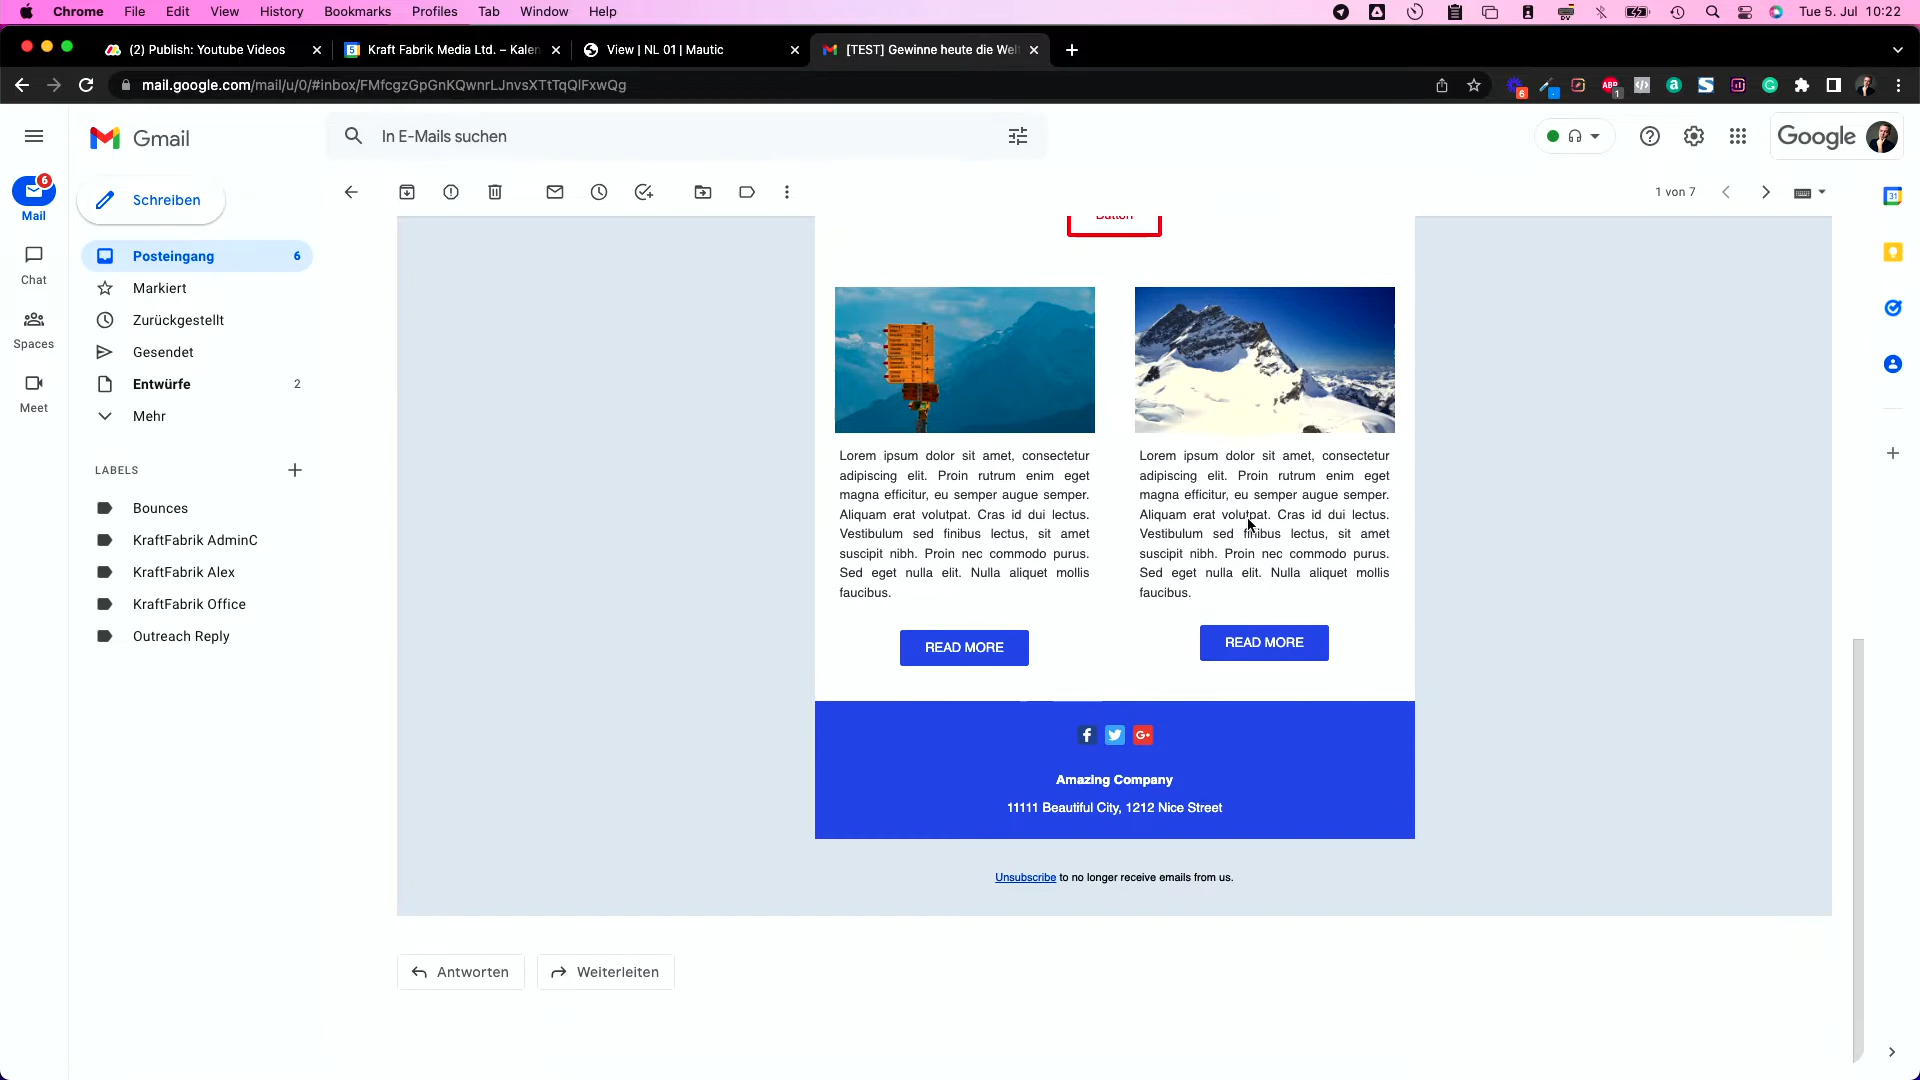 Chrome File Edit View History Bookmarks Profiles Tab Window Help
DV
Tue 5. Jul 10:22
(2) Publish: Youtube Videos
Kraft Fabrik Media Ltd. – Kalen
View | NL 01 | Mautic
[TEST] Gewinne heute die Wel
mail.google.com/mail/u/0/#inbox/FMfcgzGpGnKQwnrLJnvsXTtTqQlFxwQg
6
ABP
1
Gmail
In E-Mails suchen
Google
6
Mail
Chat
Spaces
Meet
Schreiben
1 von 7
Posteingang 6
Markiert
Zurückgestellt
Gesendet
Entwürfe 2
Mehr
LABELS
Bounces
KraftFabrik AdminC
KraftFabrik Alex
KraftFabrik Office
Outreach Reply
31
Button
Lorem ipsum dolor sit amet, consectetur
adipiscing elit. Proin rutrum enim eget
magna efficitur, eu semper augue semper.
Aliquam erat volutpat. Cras id dui lectus.
Vestibulum sed finibus lectus, sit amet
suscipit nibh. Proin nec commodo purus.
Sed eget nulla elit. Nulla aliquet mollis
faucibus.
READ MORE
Lorem ipsum dolor sit amet, consectetur
adipiscing elit. Proin rutrum enim eget
magna efficitur, eu semper augue semper.
Aliquam erat volutpat. Cras id dui lectus.
Vestibulum sed finibus lectus, sit amet
suscipit nibh. Proin nec commodo purus.
Sed eget nulla elit. Nulla aliquet mollis
faucibus.
READ MORE
Amazing Company
11111 Beautiful City, 1212 Nice Street
Unsubscribe to no longer receive emails from us.
Antworten
Weiterleiten